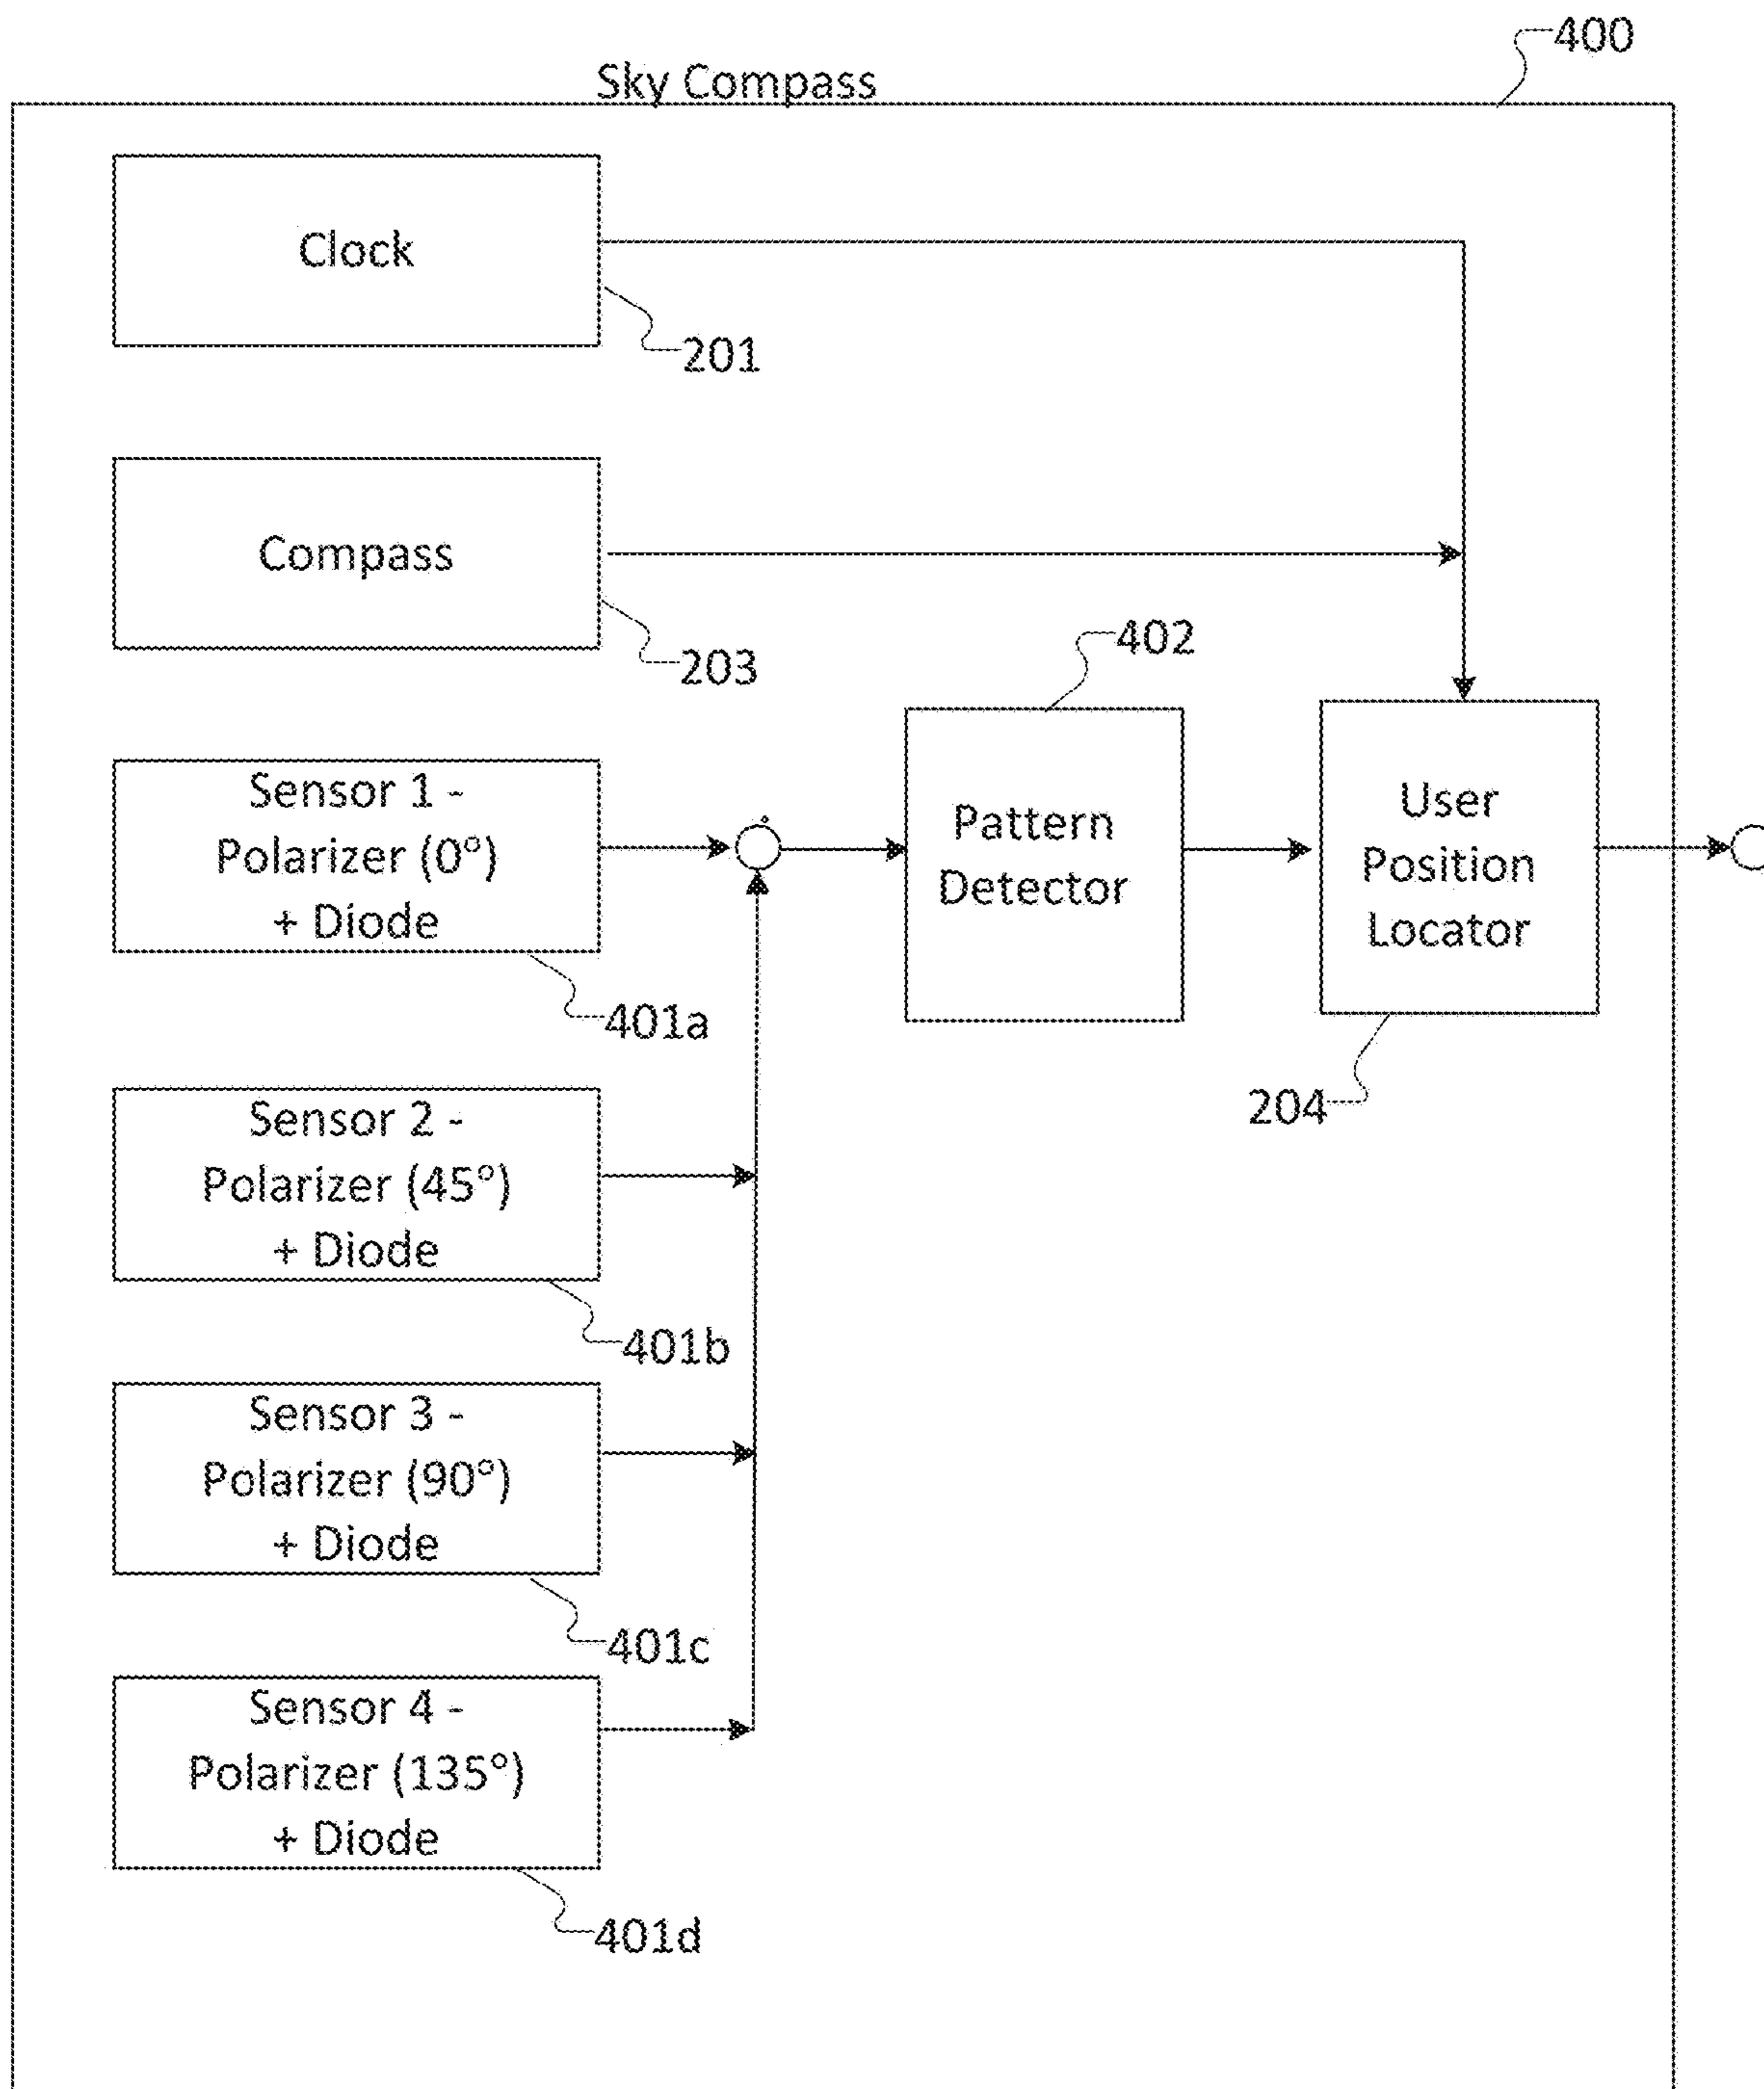 400
Sky Compass
Clock
201
Compass
203
402
Sensor 1 -
Polarizer (0°)
+ Diode
401a
Pattern
Detector
User
Position
Locator
204
Sensor 2 -
Polarizer (45°)
+ Diode
401b
Sensor 3 -
Polarizer (90°)
+ Diode
401c
Sensor 4 -
Polarizer (135°)
+ Diode
401d